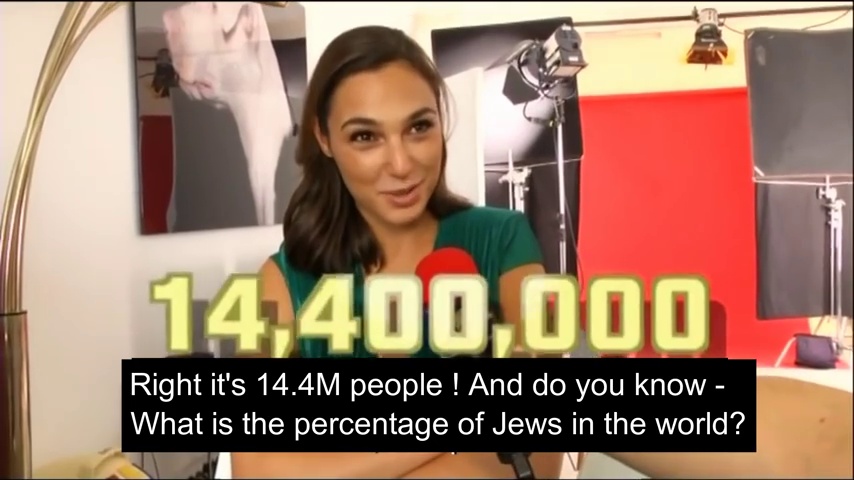 14,400,000
Right it's 14.4M people ! And do you know -
What is the percentage of Jews in the world?